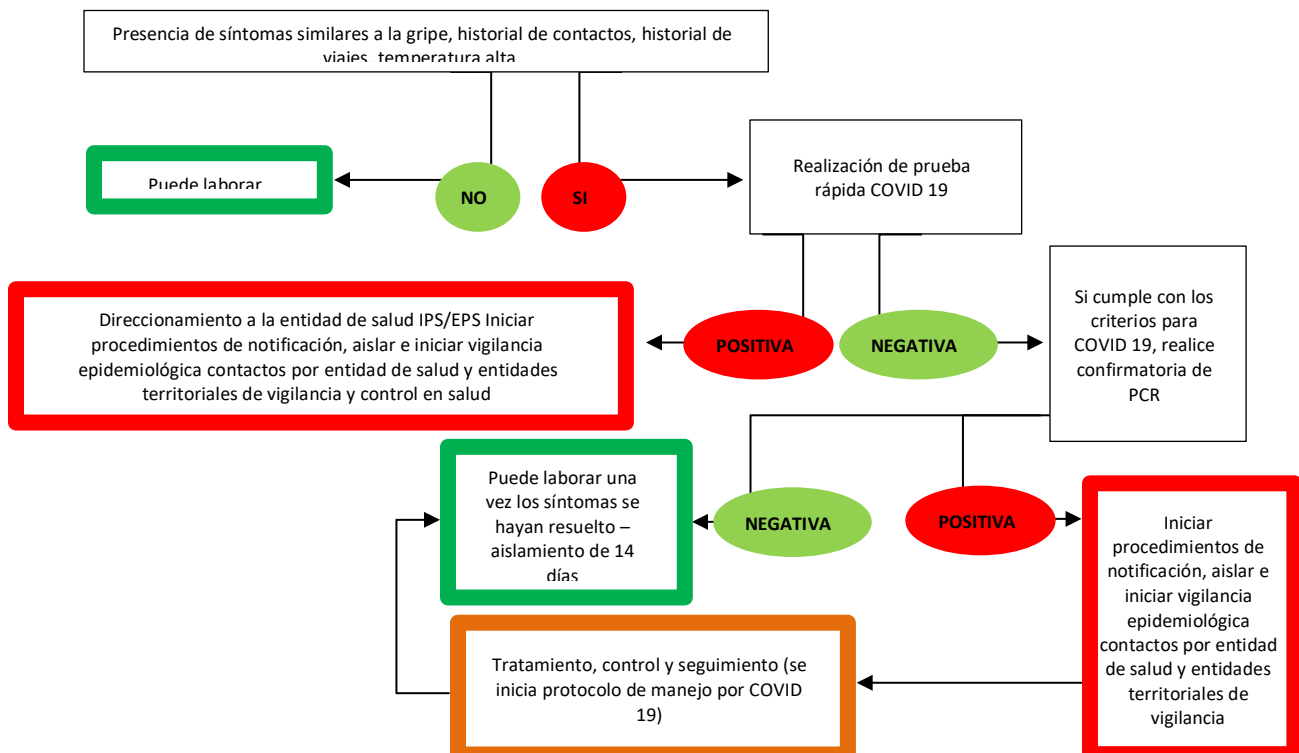 Presencia de síntomas similares a la gripe, historial de contactos, historial de
viajes, temperatura alta
Puede laborar
NO
SI
Realización de prueba
rápida COVID 19
Direccionamiento a la entidad de salud IPS/EPS Iniciar
procedimientos de notificación, aislar e iniciar vigilancia
epidemiológica contactos por entidad de salud y entidades
territoriales de vigilancia y control en salud
POSITIVA
NEGATIVA
Si cumple con los
criterios para
COVID 19, realice
confirmatoria de
PCR
Puede laborar una
vez los síntomas se
hayan resuelto –
aislamiento de 14
días
NEGATIVA
POSITIVA
Iniciar
procedimientos de
notificación, aislar e
iniciar vigilancia
epidemiológica
contactos por entidad
de salud y entidades
territoriales de
vigilancia
Tratamiento, control y seguimiento (se
inicia protocolo de manejo por COVID
19)